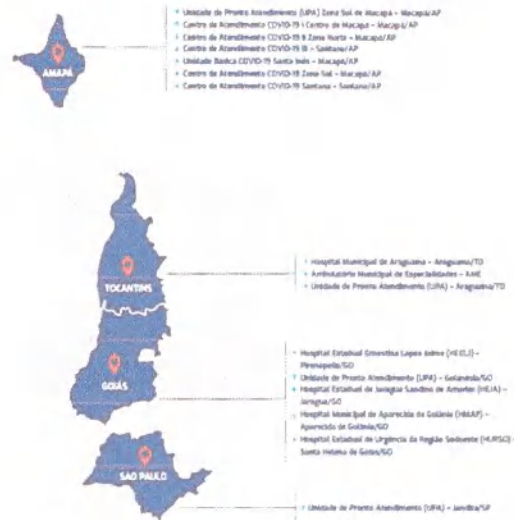 Unidade de Pronto Atendimento (UPA) Zona Sul de Macapá – Macapá/AP
Centro de Atendimento COVID-19 I Centro de Macapá – Macapá/AP
Centro de Atendimento COVID-19 II Zona Norte – Macapá/AP
Centro de Atendimento COVID-19 III – Santana/AP
Unidade Básica COVID-19 Santa Inês – Macapá/AP
Centro de Atendimento COVID-19 Zona Sul – Macapá/AP
Centro de Atendimento COVID-19 Santana – Santana/AP
AMAPÁ
Hospital Municipal de Araguaína – Araguaína/TO
Ambulatório Municipal de Especialidades – AME
Unidade de Pronto Atendimento (UPA) – Araguaína/TO
TOCANTINS
Hospital Estadual Ernestina Lopes Jaime (HEELJ) –
Pirenópolis/GO
Unidade de Pronto Atendimento (UPA) – Goianésia/GO
Hospital Estadual de Jaraguá Sandino de Amorim (HEJA) –
Jaraguá/GO
Hospital Municipal de Aparecida de Goiânia (HMAP) –
Aparecida de Goiânia/GO
Hospital Estadual de Urgência da Região Sudoeste (HURSO) -
Santa Helena de Goiás/GO
GOIÁS
SÃO PAULO
Unidade de Pronto Atendimento (UPA) – Jandira/SP